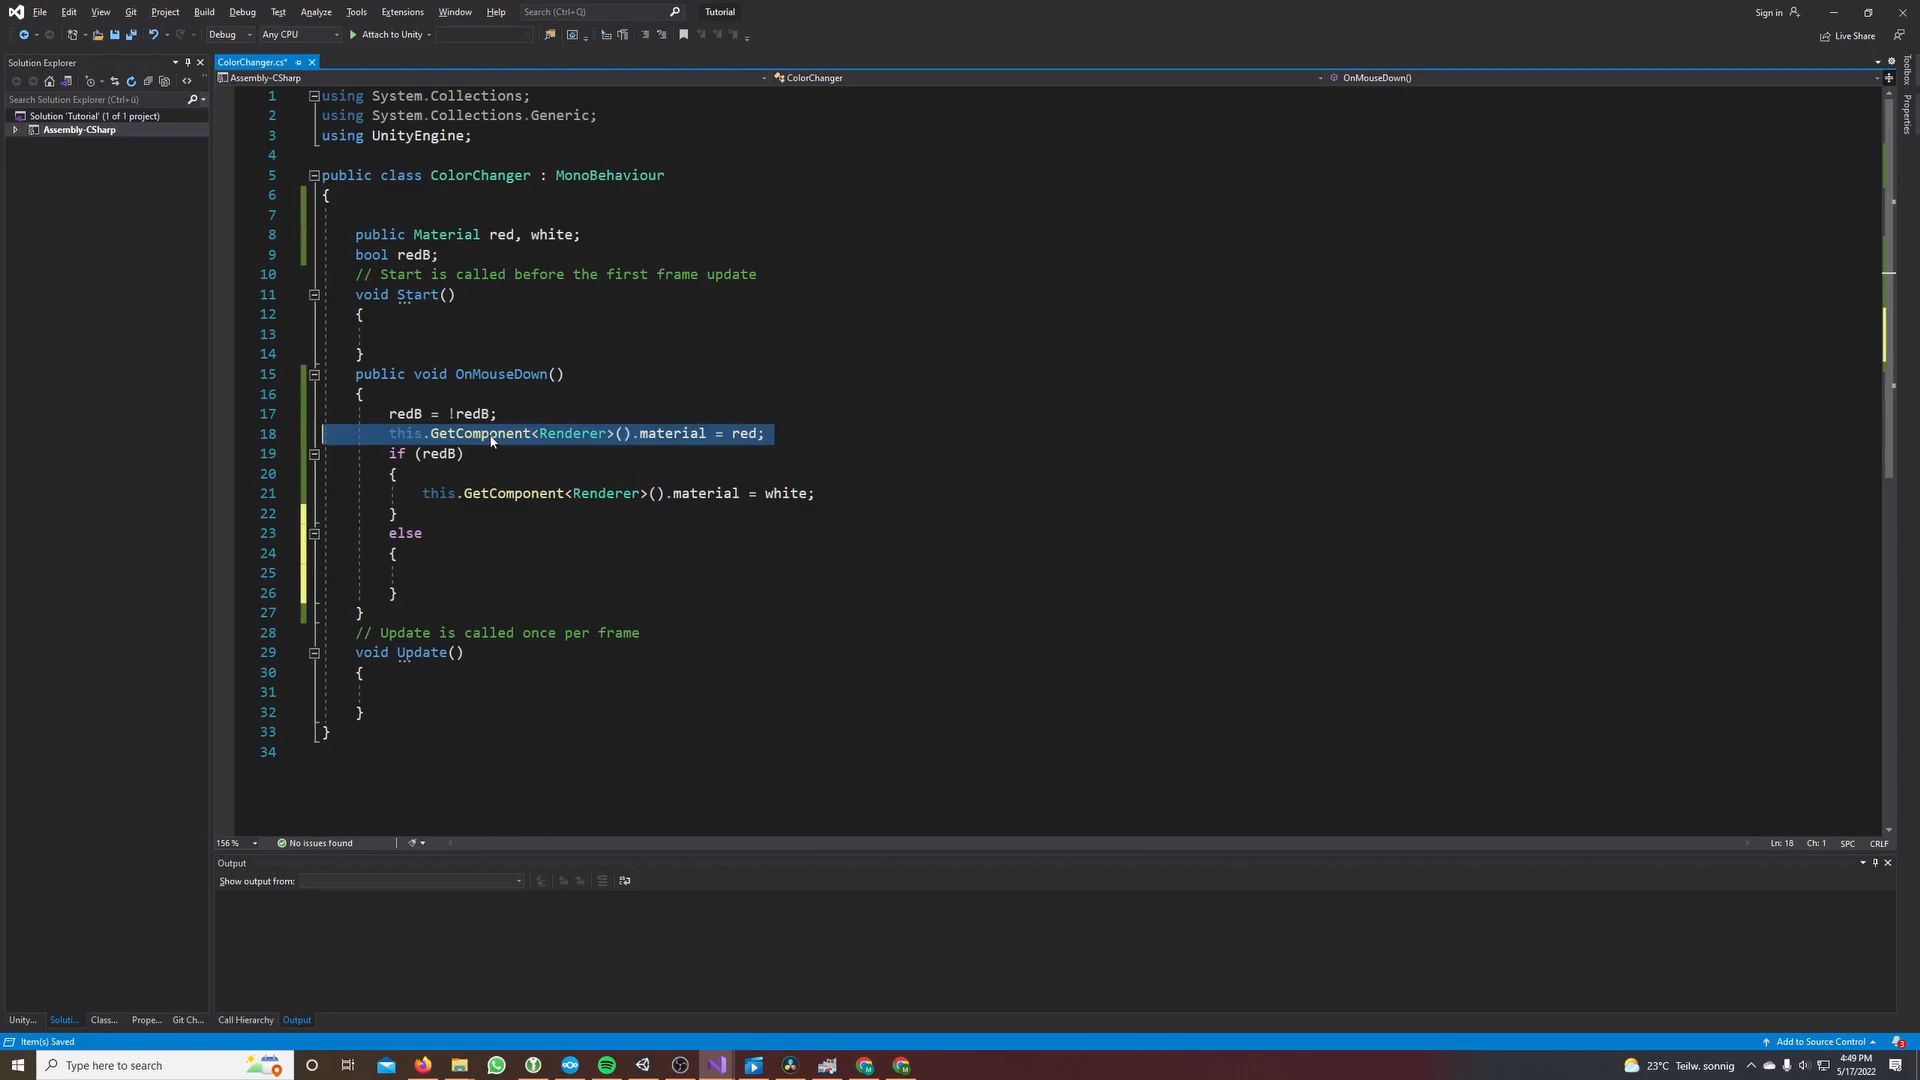 File Edit View Git Project Build Debug Test Analyze Tools Extensions Window Help Search (Ctrl+Q) Tutorial Sign in
Debug Any CPU Attach to Unity Live Share
Solution Explorer
Search Solution Explorer (Ctrl+ü)
Solution 'Tutorial' (1 of 1 project)
Assembly-CSharp
ColorChanger.cs*
Assembly-CSharp ColorChanger OnMouseDown()
1 using System.Collections;
2 using System.Collections.Generic;
3 using UnityEngine;
4
5 public class ColorChanger : MonoBehaviour
6 {
7
8 public Material red, white;
9 bool redB;
10 // Start is called before the first frame update
11 void Start()
12 {
13
14 }
15 public void OnMouseDown()
16 {
17 redB = !redB;
18 this.GetComponent<Renderer>().material = red;
19 if (redB)
20 {
21 this.GetComponent<Renderer>().material = white;
22 }
23 else
24 {
25
26 }
27 }
28 // Update is called once per frame
29 void Update()
30 {
31
32 }
33 }
34
156 % No issues found Ln: 18 Ch: 1 SPC CRLF
Output
Show output from:
Toolbox
Properties
Unity... Soluti... Class... Prope... Git Ch... Call Hierarchy Output
Item(s) Saved Add to Source Control
Type here to search 23°C Teilw. sonnig 4:49 PM
5/17/2022